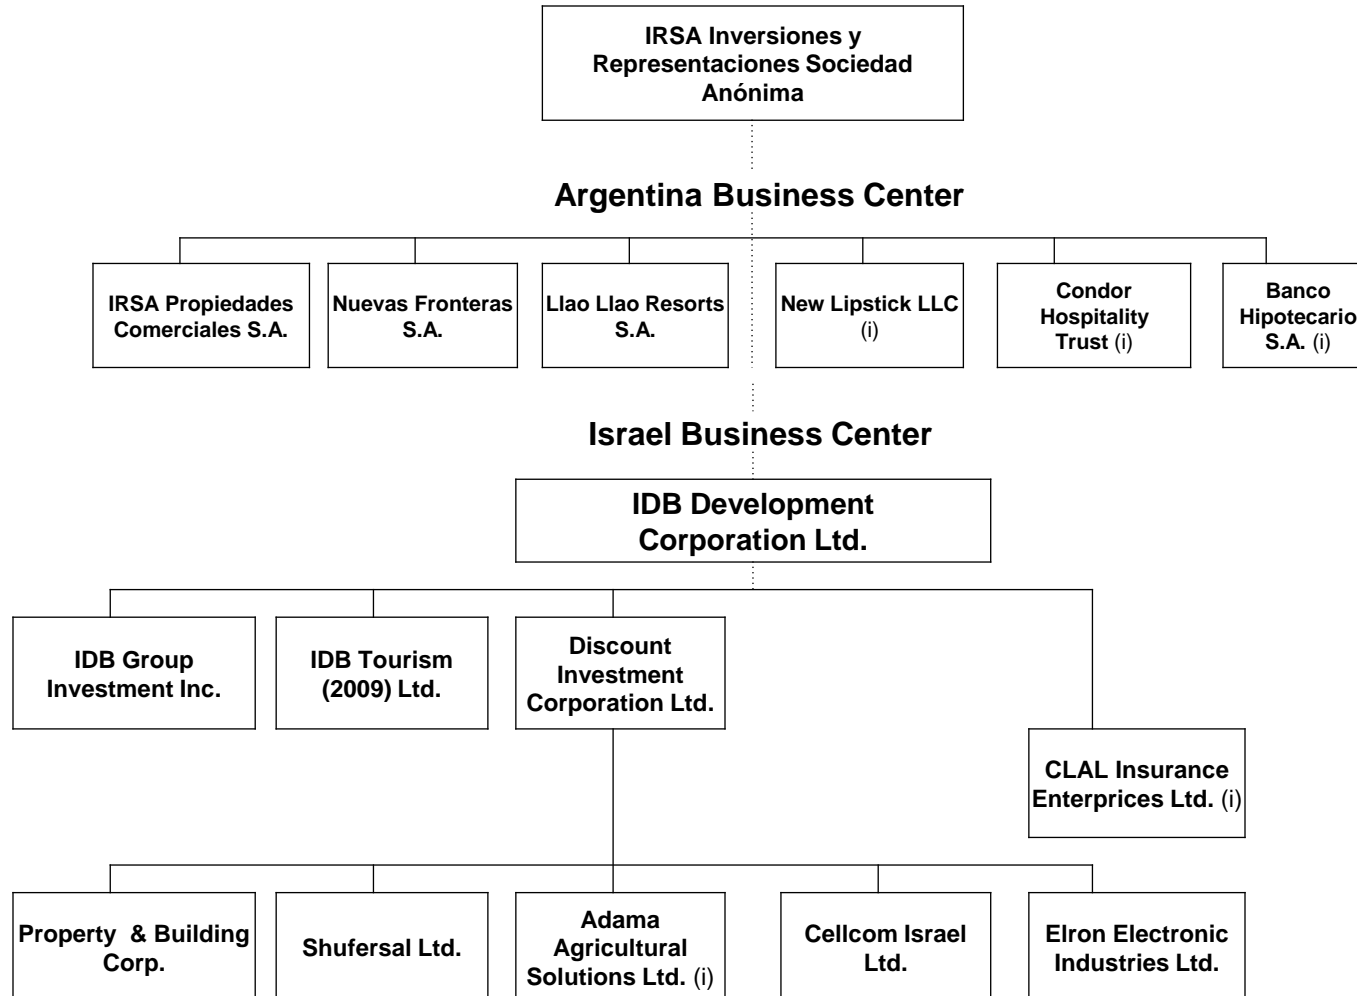 IRSA Inversiones y
Representaciones Sociedad
Anónima
Argentina Business Center
IRSA Propiedades
Comerciales S.A.
Nuevas Fronteras
S.A.
Llao Llao Resorts
S.A.
New Lipstick LLC
(i)
Condor
Hospitality
Trust (i)
Banco
Hipotecario
S.A. (i)
Israel Business Center
IDB Development
Corporation Ltd.
IDB Group
Investment Inc.
IDB Tourism
(2009) Ltd.
Discount
Investment
Corporation Ltd.
CLAL Insurance
Enterprices Ltd. (i)
Property & Building
Corp.
Shufersal Ltd.
Adama
Agricultural
Solutions Ltd. (i)
Cellcom Israel
Ltd.
Elron Electronic
Industries Ltd.